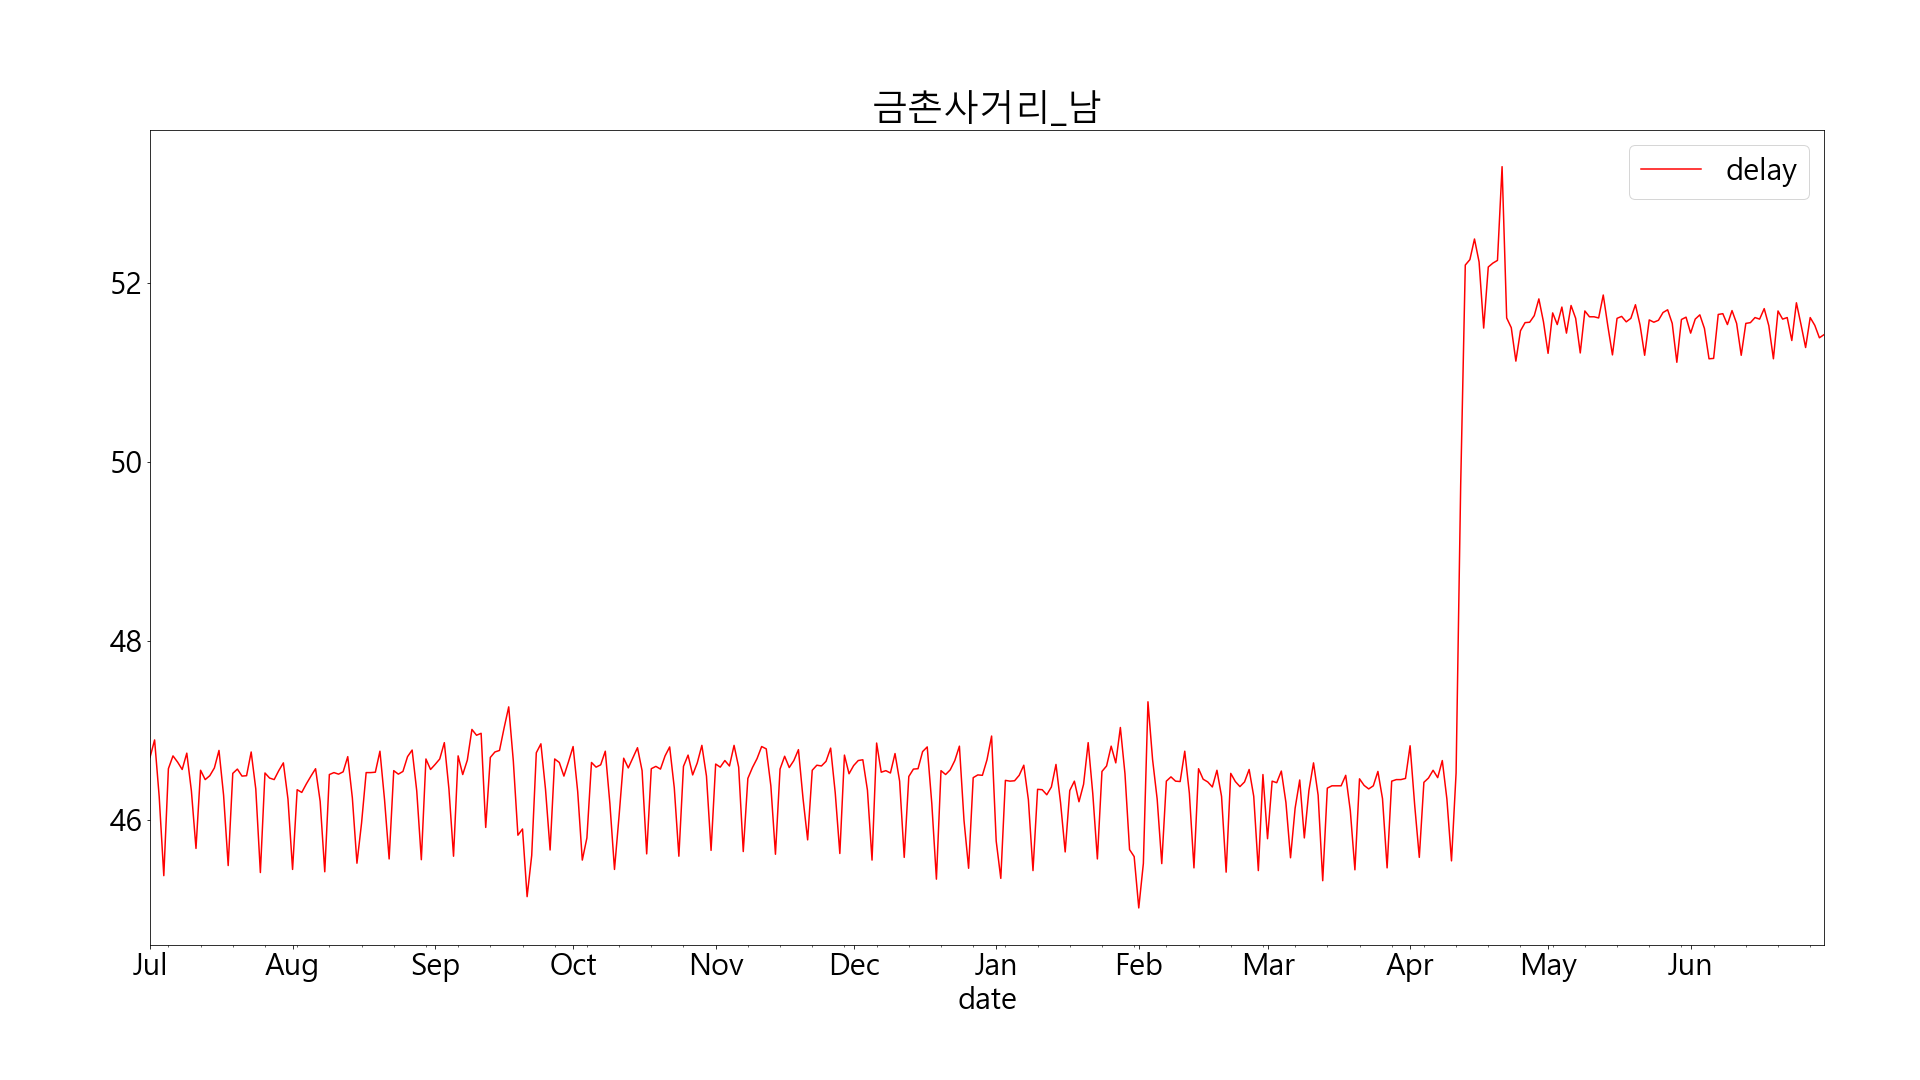 금촌사거리_남
delay
52
50
48
46
Jul Aug Sep Oct Nov Dec Jan Feb Mar Apr May Jun
date